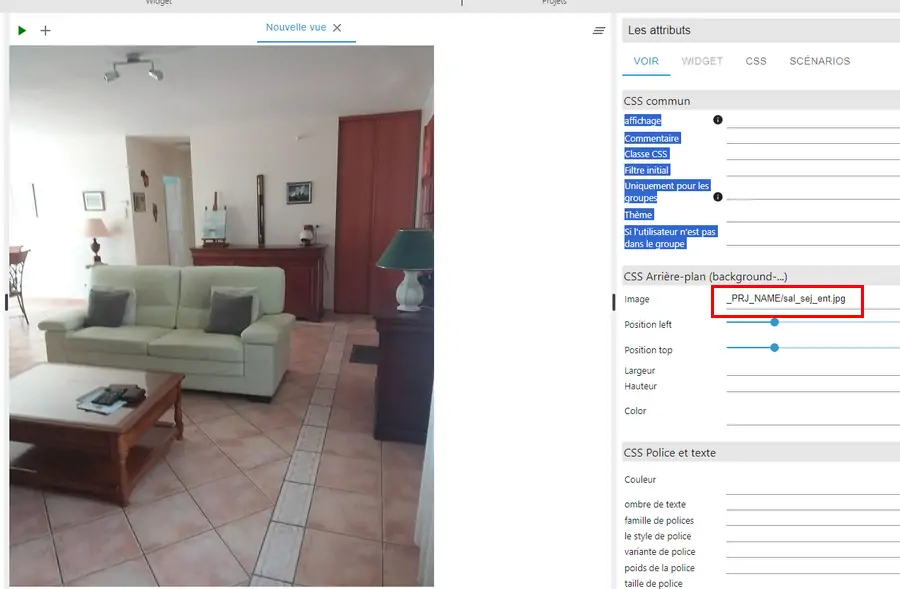 Widget
Projets
Nouvelle vue
Les attributs
VOIR WIDGET CSS SCÉNARIOS
CSS commun
affichage
Commentaire
Classe CSS
Filtre initial
Uniquement pour les
groupes
Thème
Si l'utilisateur n'est pas
dans le groupe
CSS Arrière-plan (background-...)
Image _PRJ_NAME/sal_sej_ent.jpg
Position left
Position top
Largeur
Hauteur
Color
CSS Police et texte
Couleur
ombre de texte
famille de polices
le style de police
variante de police
poids de la police
taille de police